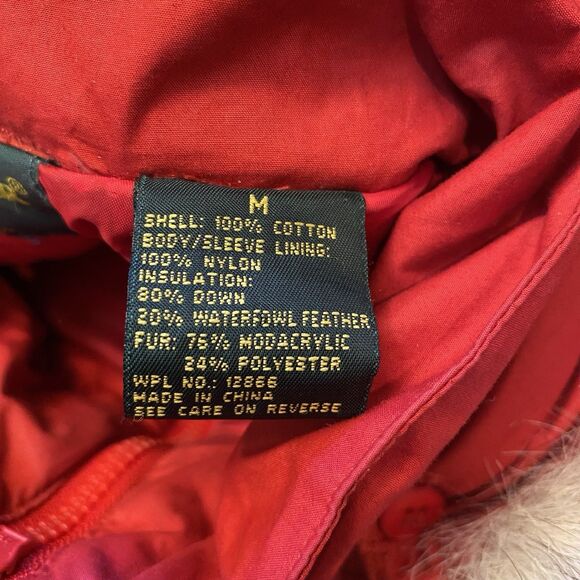 M
SHELL: 100% COTTON
BODY/SLEEVE LINING:
100% NYLON
INSULATION:
80% DOWN
20% WATERFOWL FEATHER
FUR: 76% MODACRYLIC
24% POLYESTER
WPL NO.: 12866
MADE IN CHINA
SEE CARE ON REVERSE